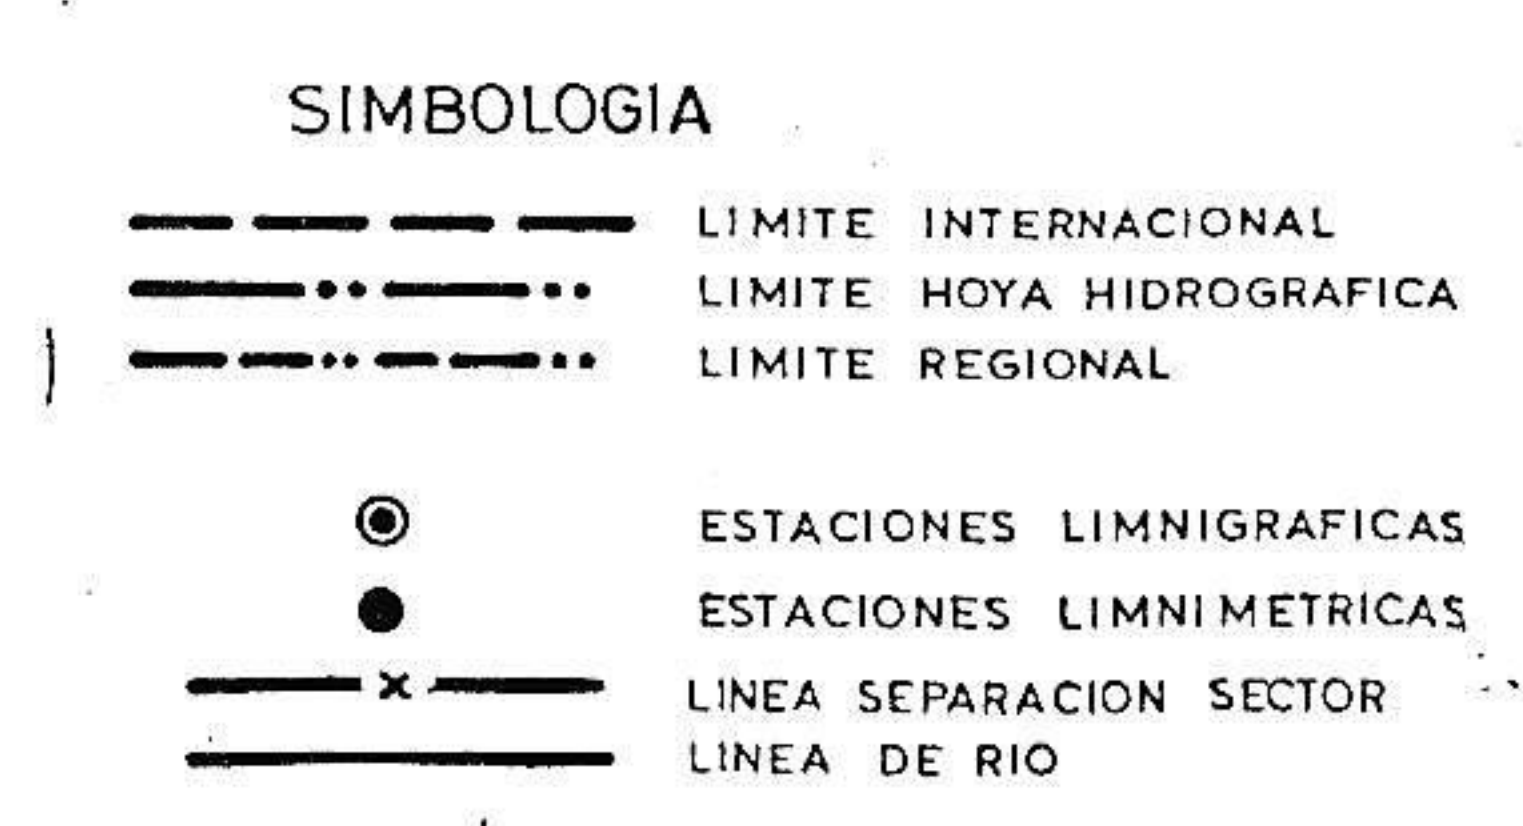 SIMBOLOGIA
LIMITE INTERNACIONAL
LIMITE HOYA HIDROGRAFICA
LIMITE REGIONAL
ESTACIONES LIMNIGRAFICAS
ESTACIONES LIMNIMETRICAS
LINEA SEPARACION SECTOR
LINEA DE RIO